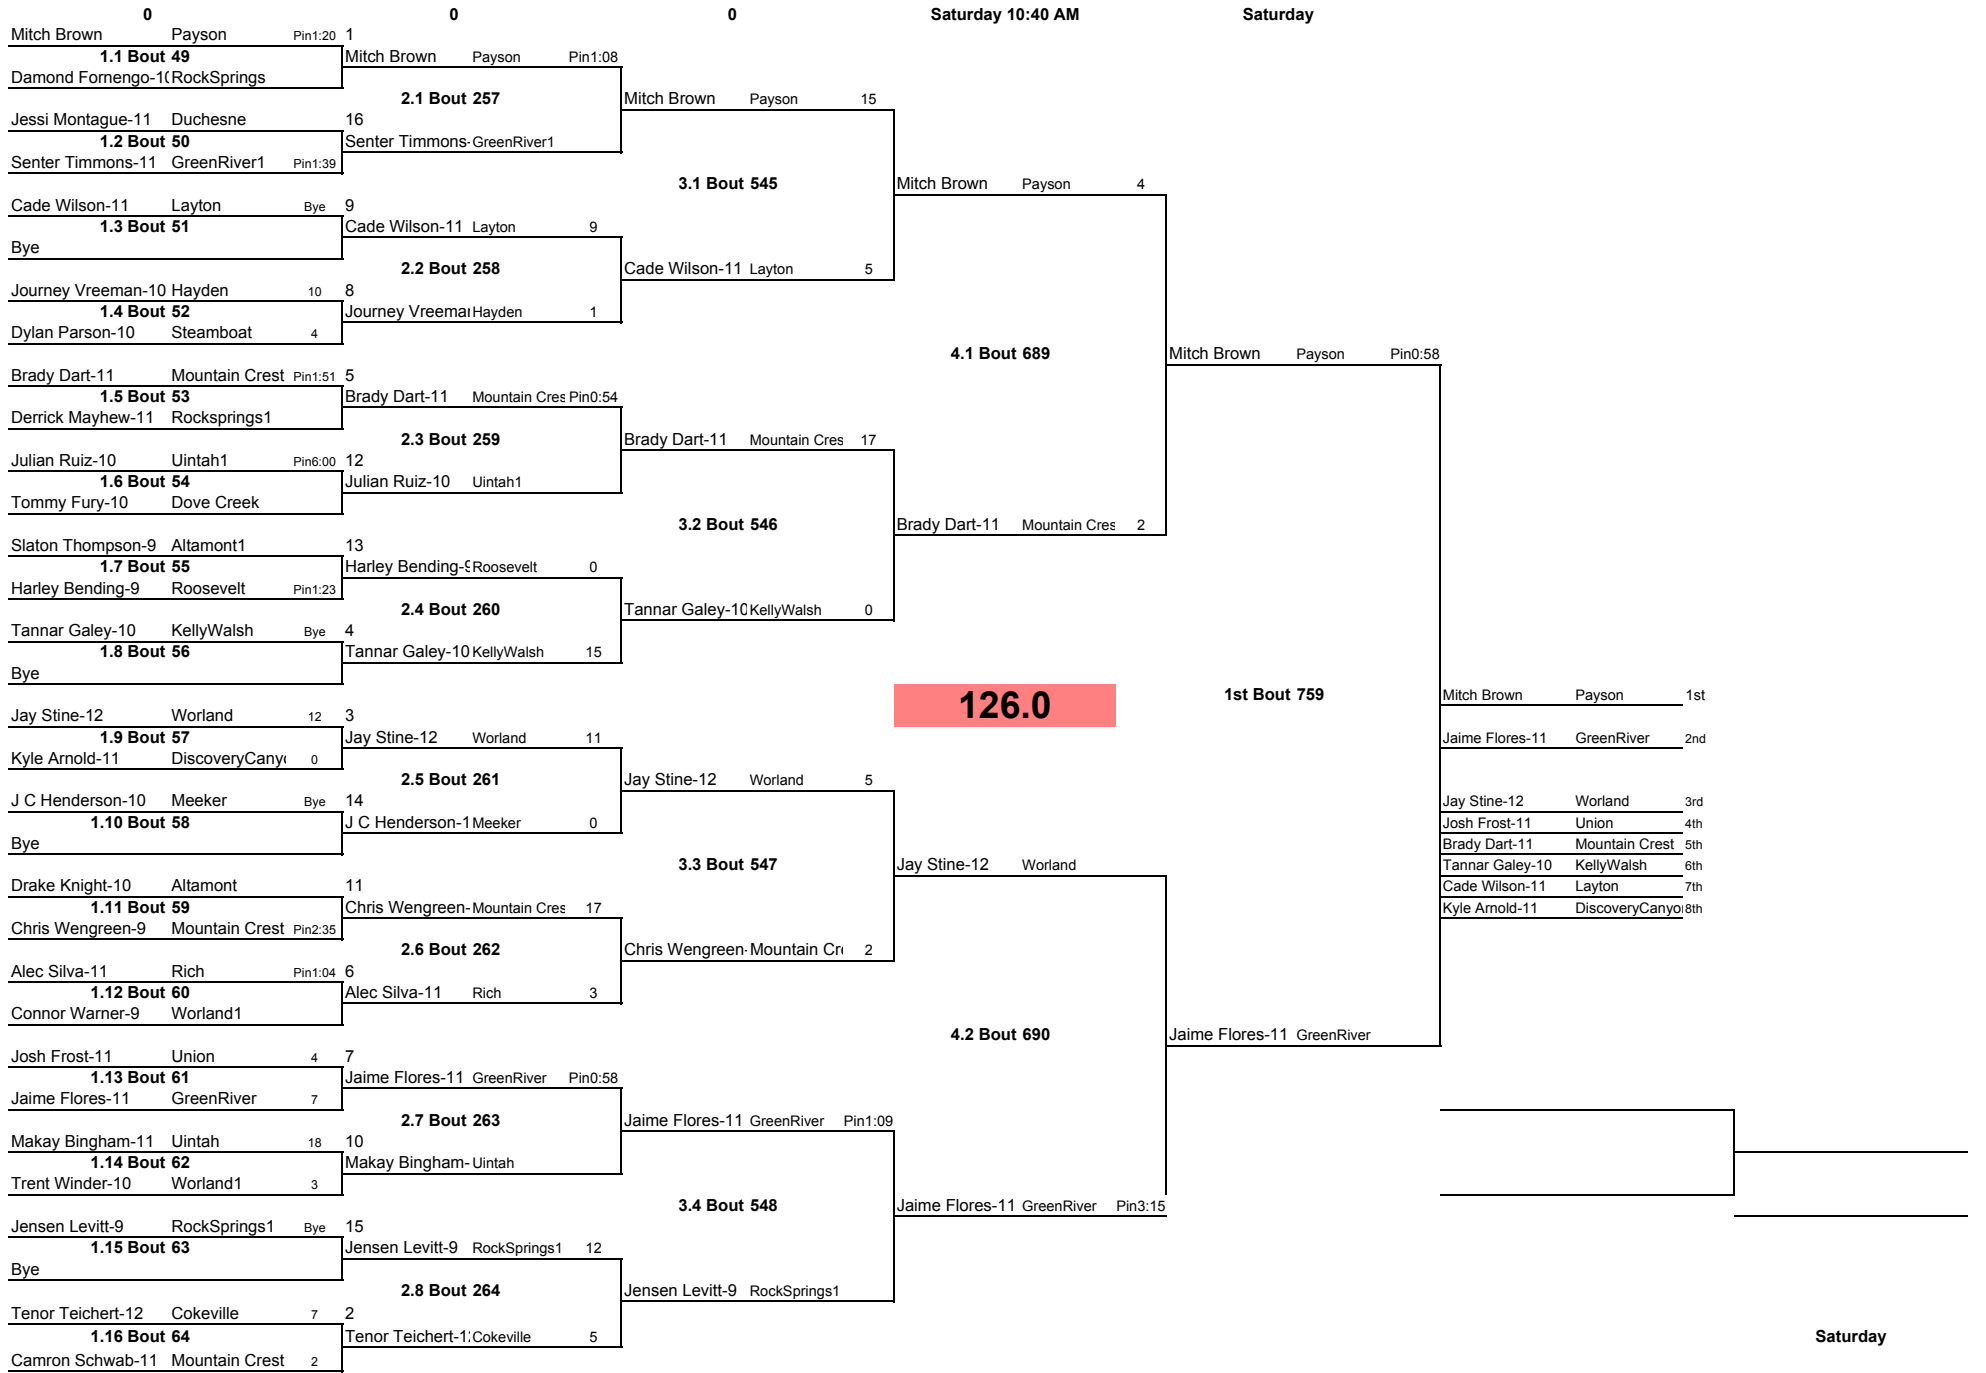 0 0 0 Saturday 10:40 AM Saturday
Mitch Brown Payson Pin1:20 1
1.1 Bout 49 Mitch Brown Payson Pin1:08
Damond Fornengo-1( RockSprings
2.1 Bout 257 Mitch Brown Payson 15
Jessi Montague-11 Duchesne 16
1.2 Bout 50 Senter Timmons- GreenRiver1
Senter Timmons-11 GreenRiver1 Pin1:39
3.1 Bout 545 Mitch Brown Payson 4
Cade Wilson-11 Layton Bye 9
1.3 Bout 51 Cade Wilson-11 Layton 9
Bye
2.2 Bout 258 Cade Wilson-11 Layton 5
Journey Vreeman-10 Hayden 10 8
1.4 Bout 52 Journey Vreema Hayden 1
Dylan Parson-10 Steamboat 4
4.1 Bout 689 Mitch Brown Payson Pin0:58
Brady Dart-11 Mountain Crest Pin1:51 5
1.5 Bout 53 Brady Dart-11 Mountain Cres Pin0:54
Derrick Mayhew-11 Rocksprings1
2.3 Bout 259 Brady Dart-11 Mountain Cres 17
Julian Ruiz-10 Uintah1 Pin6:00 12
1.6 Bout 54 Julian Ruiz-10 Uintah1
Tommy Fury-10 Dove Creek
3.2 Bout 546 Brady Dart-11 Mountain Cres 2
Slaton Thompson-9 Altamont1 13
1.7 Bout 55 Harley Bending-9 Roosevelt 0
Harley Bending-9 Roosevelt Pin1:23
2.4 Bout 260 Tannar Galey-10 KellyWalsh 0
Tannar Galey-10 KellyWalsh Bye 4
1.8 Bout 56 Tannar Galey-10 KellyWalsh 15
Bye
126.0 1st Bout 759 Mitch Brown Payson 1st
Jay Stine-12 Worland 12 3
1.9 Bout 57 Jay Stine-12 Worland 11 Jaime Flores-11 GreenRiver 2nd
Kyle Arnold-11 DiscoveryCany 0
2.5 Bout 261 Jay Stine-12 Worland 5
J C Henderson-10 Meeker Bye 14 Jay Stine-12 Worland 3rd
1.10 Bout 58 J C Henderson-1 Meeker 0 Josh Frost-11 Union 4th
Bye Brady Dart-11 Mountain Crest 5th
3.3 Bout 547 Jay Stine-12 Worland Tannar Galey-10 KellyWalsh 6th
Drake Knight-10 Altamont 11 Cade Wilson-11 Layton 7th
1.11 Bout 59 Chris Wengreen- Mountain Cres 17 Kyle Arnold-11 DiscoveryCanyo 8th
Chris Wengreen-9 Mountain Crest Pin2:35
2.6 Bout 262 Chris Wengreen- Mountain Cr 2
Alec Silva-11 Rich Pin1:04 6
1.12 Bout 60 Alec Silva-11 Rich 3
Connor Warner-9 Worland1
4.2 Bout 690 Jaime Flores-11 GreenRiver
Josh Frost-11 Union 4 7
1.13 Bout 61 Jaime Flores-11 GreenRiver Pin0:58
Jaime Flores-11 GreenRiver 7
2.7 Bout 263 Jaime Flores-11 GreenRiver Pin1:09
Makay Bingham-11 Uintah 18 10
1.14 Bout 62 Makay Bingham- Uintah
Trent Winder-10 Worland1 3
3.4 Bout 548 Jaime Flores-11 GreenRiver Pin3:15
Jensen Levitt-9 RockSprings1 Bye 15
1.15 Bout 63 Jensen Levitt-9 RockSprings1 12
Bye
2.8 Bout 264 Jensen Levitt-9 RockSprings1
Tenor Teichert-12 Cokeville 7 2
1.16 Bout 64 Tenor Teichert-1 Cokeville 5 Saturday
Camron Schwab-11 Mountain Crest 2